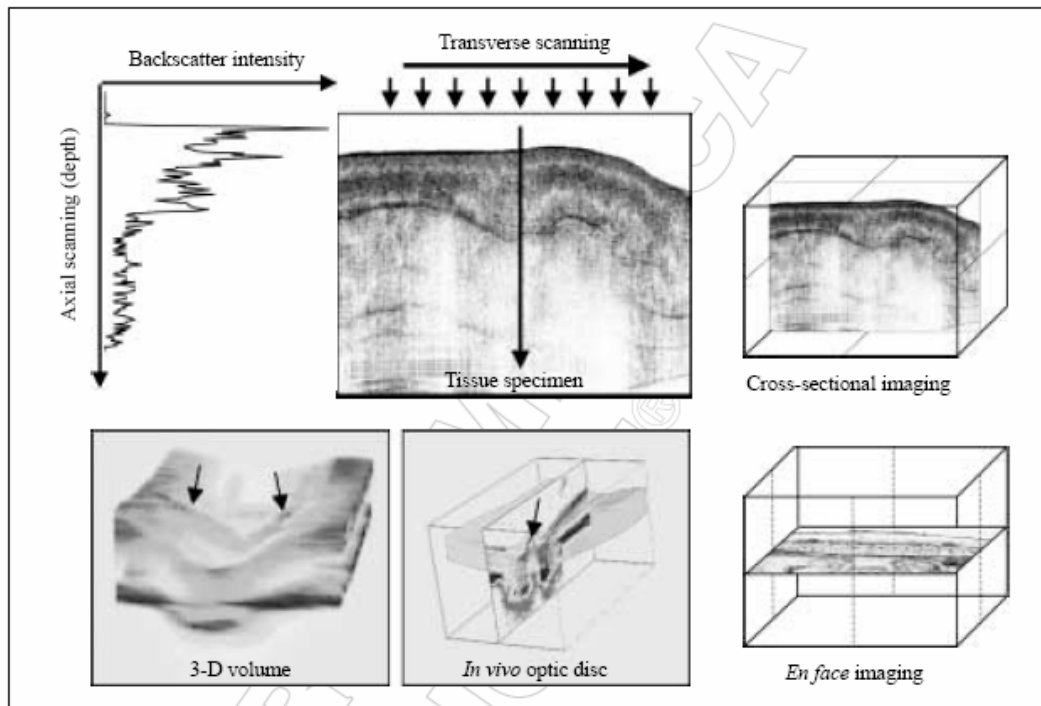 Backscatter intensity
Transverse scanning
Axial scanning (depth)
Tissue specimen
Cross-sectional imaging
3-D volume
In vivo optic disc
En face imaging